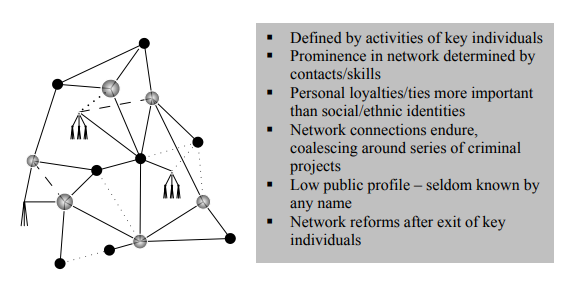 ▪ Defined by activities of key individuals
▪ Prominence in network determined by
contacts/skills
▪ Personal loyalties/ties more important
than social/ethnic identities
▪ Network connections endure,
coalescing around series of criminal
projects
▪ Low public profile – seldom known by
any name
▪ Network reforms after exit of key
individuals